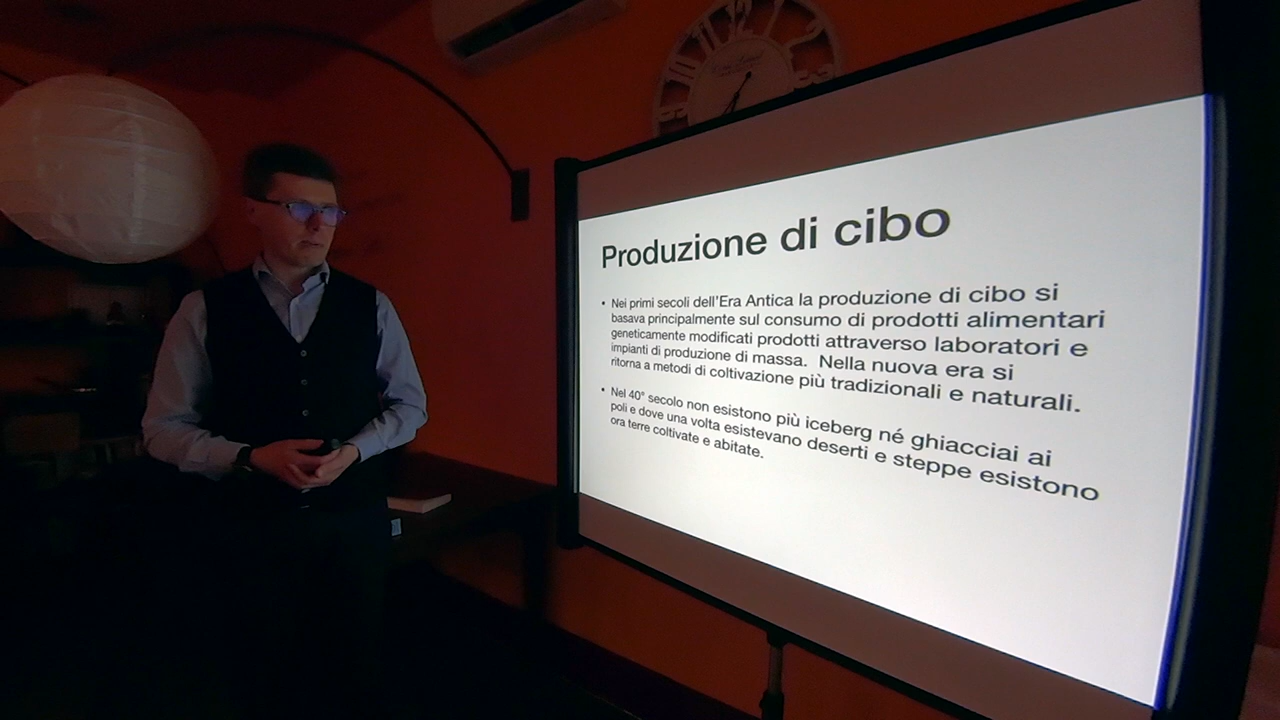 Produzione di cibo
• Nei primi secoli dell'Era Antica la produzione di cibo si
basava principalmente sul consumo di prodotti alimentari
geneticamente modificati prodotti attraverso laboratori e
impianti di produzione di massa. Nella nuova era si
ritorna a metodi di coltivazione più tradizionali e naturali.
• Nel 40° secolo non esistono più iceberg né ghiacciai ai
poli e dove una volta esistevano deserti e steppe esistono
ora terre coltivate e abitate.